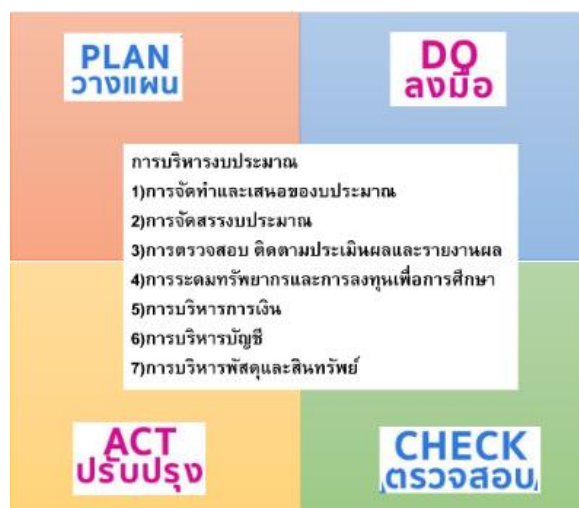 PLAN
วางแผน
DO
ลงมือ
การบริหารงบประมาณ
1)การจัดทำและเสนอของบประมาณ
2)การจัดสรรงบประมาณ
3)การตรวจสอบ ติดตามประเมินผลและรายงานผล
4)การระดมทรัพยากรและการลงทุนเพื่อการศึกษา
5)การบริหารการเงิน
6)การบริหารบัญชี
7)การบริหารพัสดุและสินทรัพย์
ACT
ปรับปรุง
CHECK
ตรวจสอบ